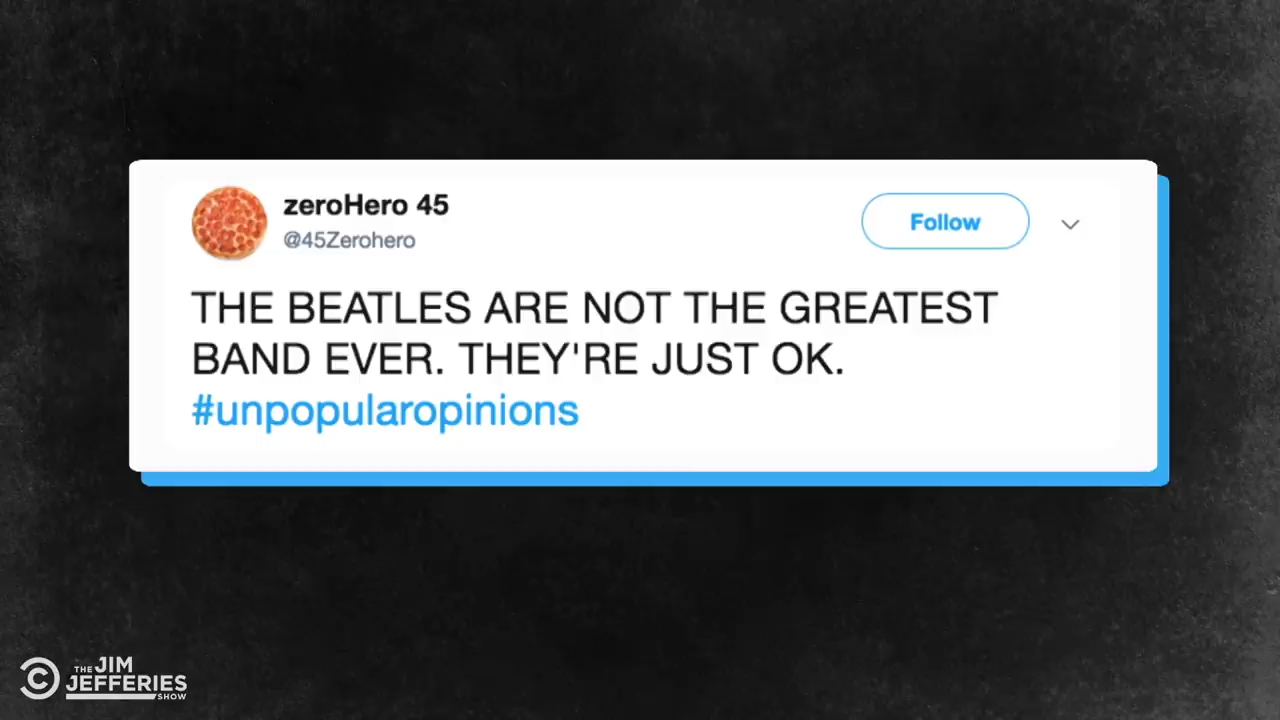 zeroHero 45
@45Zerohero
Follow
THE BEATLES ARE NOT THE GREATEST
BAND EVER. THEY'RE JUST OK.
#unpopularopinions
THE JIM
JEFFERIES
SHOW